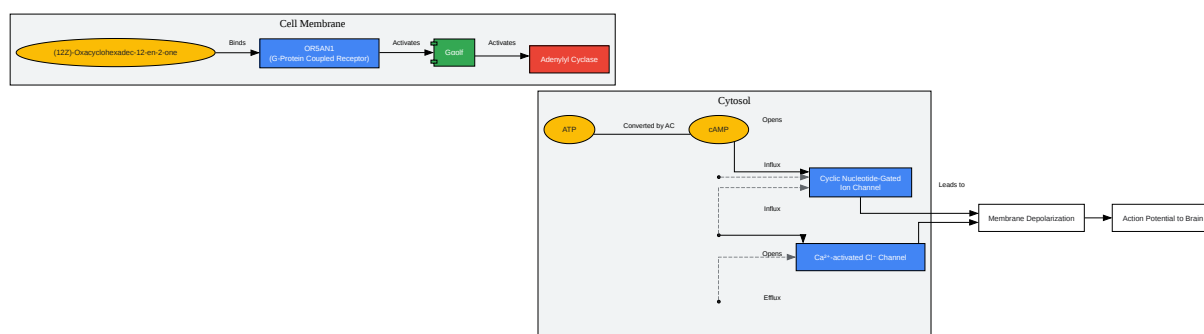 Cell Membrane
(12Z)-Oxacyclohexadec-12-en-2-one
Binds
OR5AN1
(G-Protein Coupled Receptor)
Activates
Gαolf
Activates
Adenylyl Cyclase
Cytosol
ATP
Converted by AC
cAMP
Opens
Influx
Cyclic Nucleotide-Gated
Ion Channel
Leads to
Influx
Membrane Depolarization
Action Potential to Brain
Opens
Ca²⁺-activated Cl⁻ Channel
Efflux